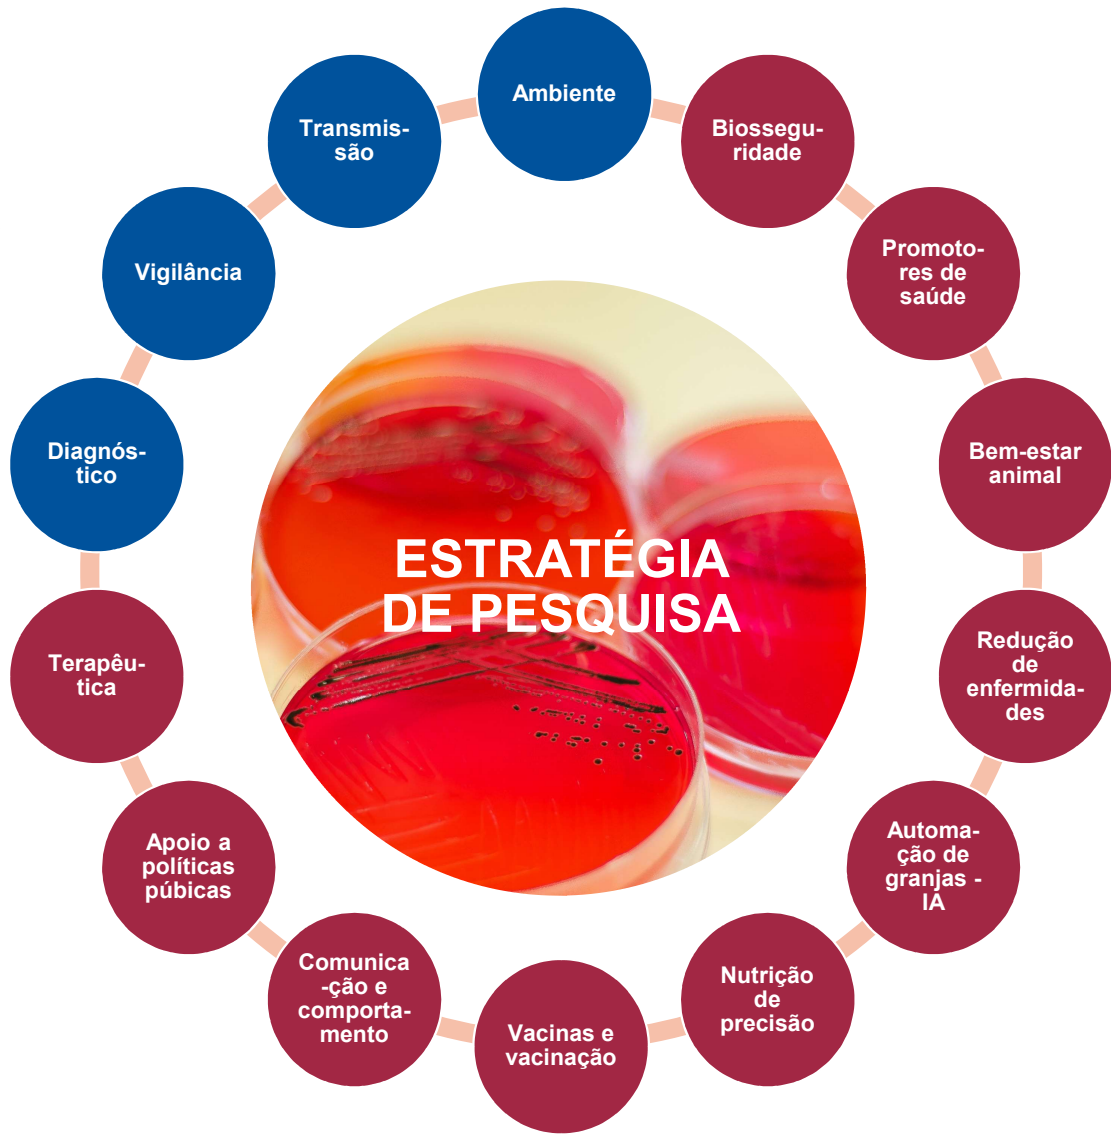 Ambiente
Biossegu-
ridade
Promoto-
res de
saúde
Bem-estar
animal
Redução
de
enfermida-
des
Automa-
ção de
granjas -
IA
Nutrição
de
precisão
Vacinas e
vacinação
Comunica
-ção e
comporta-
mento
Apoio a
políticas
púbicas
Terapêu-
tica
Diagnós-
tico
Vigilância
Transmis-
são
ESTRATÉGIA
DE PESQUISA